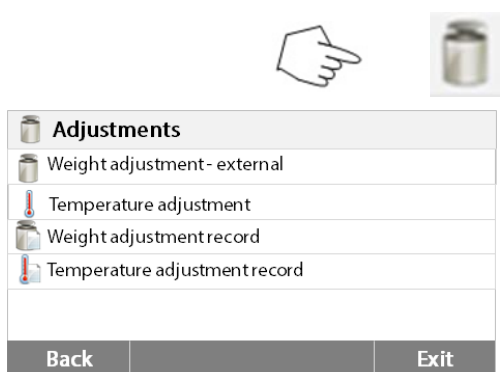 Adjustments
Weight adjustment - external
Temperature adjustment
Weight adjustment record
Temperature adjustment record
Back Exit